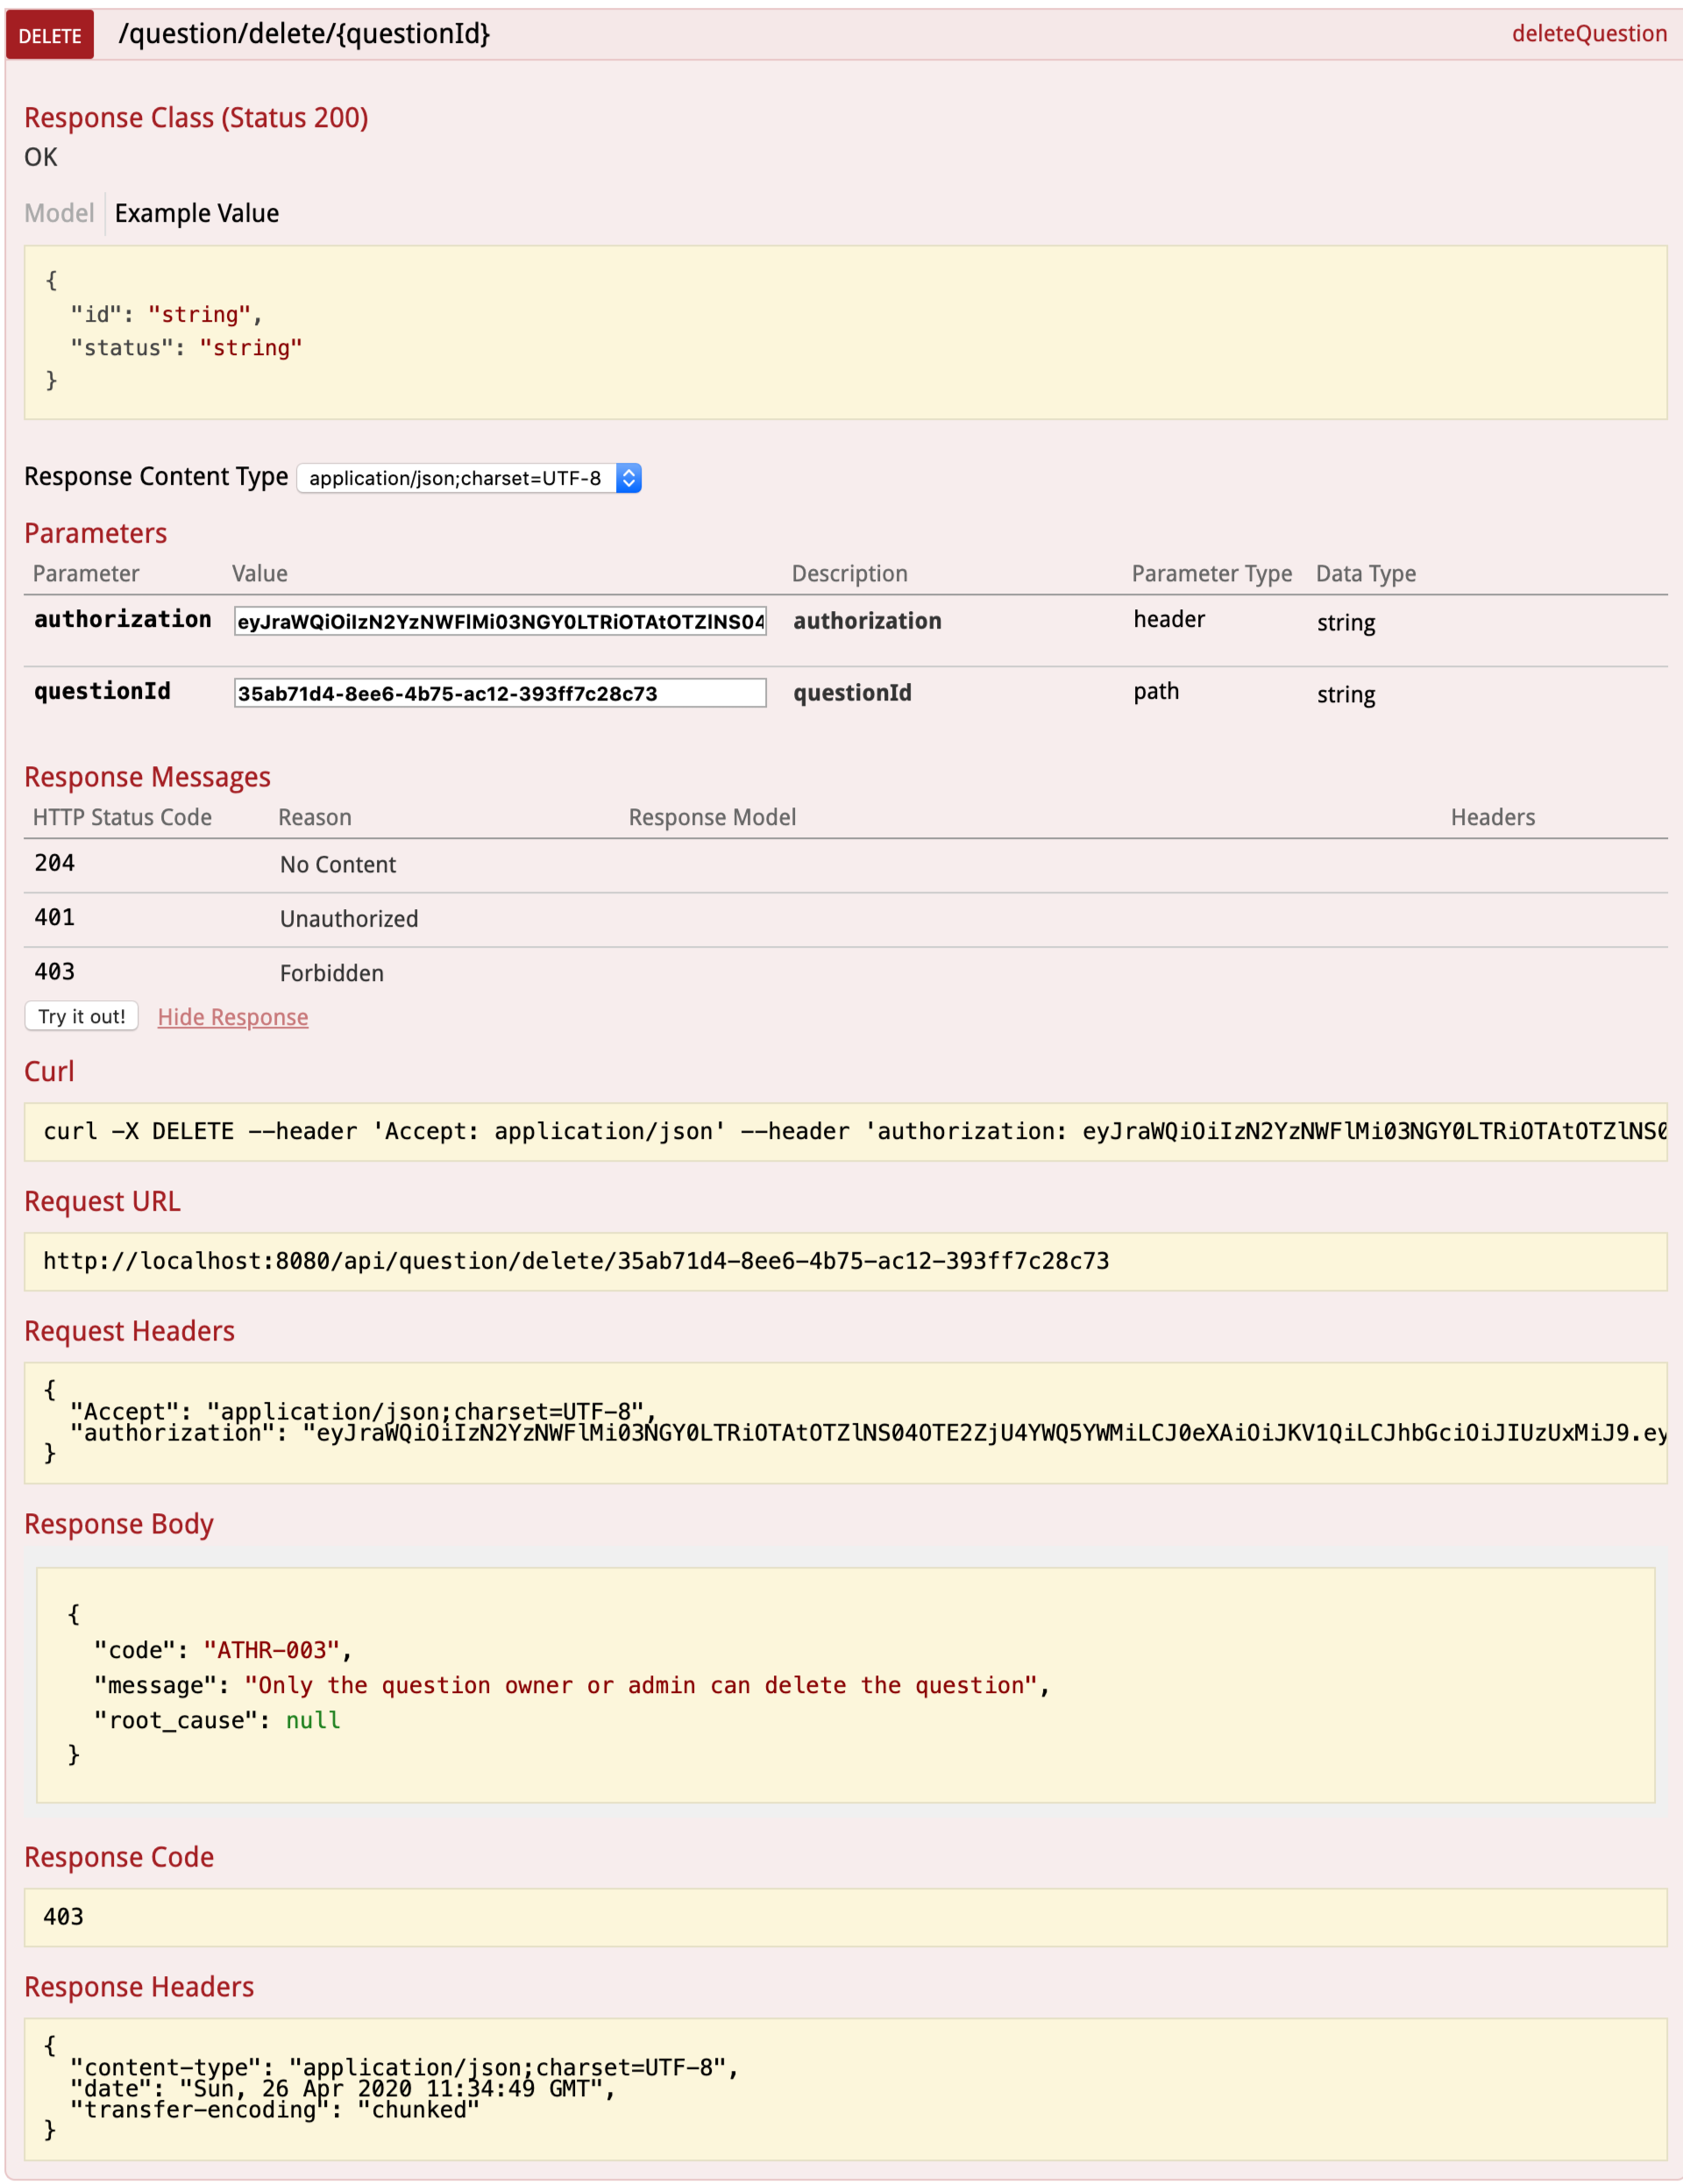 DELETE /question/delete/{questionId} deleteQuestion
Response Class (Status 200)
OK
Model Example Value
{
"id": "string",
"status": "string"
}
Response Content Type application/json;charset=UTF-8
Parameters
Parameter Value Description Parameter Type Data Type
authorization eyJraWQiOiIzN2YzNWFlMi03NGY0LTRiOTAtOTZlNS04 authorization header string
questionId 35ab71d4-8ee6-4b75-ac12-393ff7c28c73 questionId path string
Response Messages
HTTP Status Code Reason Response Model Headers
204 No Content
401 Unauthorized
403 Forbidden
Try it out! Hide Response
Curl
curl -X DELETE --header 'Accept: application/json' --header 'authorization: eyJraWQiOiIzN2YzNWFlMi03NGY0LTRiOTAtOTZlNS0
Request URL
http://localhost:8080/api/question/delete/35ab71d4-8ee6-4b75-ac12-393ff7c28c73
Request Headers
{
"Accept": "application/json;charset=UTF-8",
"authorization": "eyJraWQiOiIzN2YzNWFlMi03NGY0LTRiOTAtOTZlNS04OTE2ZjU4YWQ5YWMiLCJ0eXAiOiJKV1QiLCJhbGciOiJIUzUxMiJ9.ey
}
Response Body
{
"code": "ATHR-003",
"message": "Only the question owner or admin can delete the question",
"root_cause": null
}
Response Code
403
Response Headers
{
"content-type": "application/json;charset=UTF-8",
"date": "Sun, 26 Apr 2020 11:34:49 GMT",
"transfer-encoding": "chunked"
}